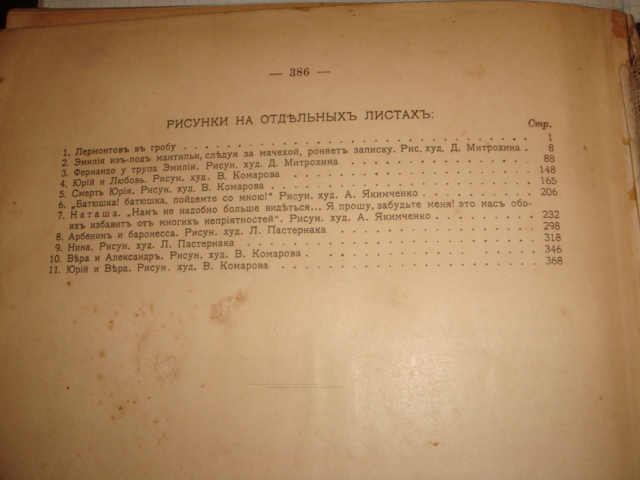 — 386 —
РИСУНКИ НА ОТДѢЛЬНЫХЪ ЛИСТАХЪ:
Стр.
1. Лермонтовъ въ гробу . . . . . . . . . . . . . . . . . . . . . . . . . . 1
2. Эмилія изъ-подъ мантильи, слѣдуя за мачехой, роняетъ записку. Рис. худ. Д. Митрохина . 8
3. Фернандо у трупа Эмиліи. Рисун. худ. Д. Митрохина . . . . . . . . . . . . . 88
4. Юрій и Любовь. Рисун. худ. В. Комарова . . . . . . . . . . . . . . . . . 148
5. Смерть Юрія. Рисун. худ. В. Комарова . . . . . . . . . . . . . . . . . . 165
6. „Батюшка! батюшка, пойдемте со мною!“ Рисун. худ. А. Якимченко . . . . . . . . 206
7. Наташа. „Намъ не надобно больше видѣться... Я прошу, забудьте меня! это насъ обо-
ихъ избавитъ отъ многихъ непріятностей“. Рисун. худ. А. Якимченко . . . . . . . 232
8. Арбенинъ и баронесса. Рисун. худ. Л. Пастернака . . . . . . . . . . . . . . 298
9. Нина. Рисун. худ. Л. Пастернака . . . . . . . . . . . . . . . . . . . . 318
10. Вѣра и Александръ. Рисун. худ. В. Комарова . . . . . . . . . . . . . . . 346
11. Юрій и Вѣра. Рисун. худ. В. Комарова . . . . . . . . . . . . . . . . . 368